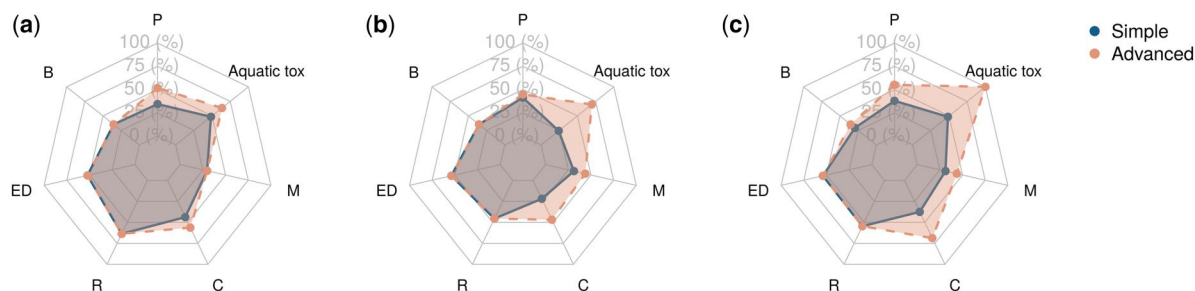 (a)
P
100 (%)
75 (%)
50 (%)
25 (%)
0 (%)
B
Aquatic tox
ED
M
R
C
(b)
P
100 (%)
75 (%)
50 (%)
25 (%)
0 (%)
B
Aquatic tox
ED
M
R
C
(c)
P
100 (%)
75 (%)
50 (%)
25 (%)
0 (%)
B
Aquatic tox
ED
M
R
C
Simple
Advanced